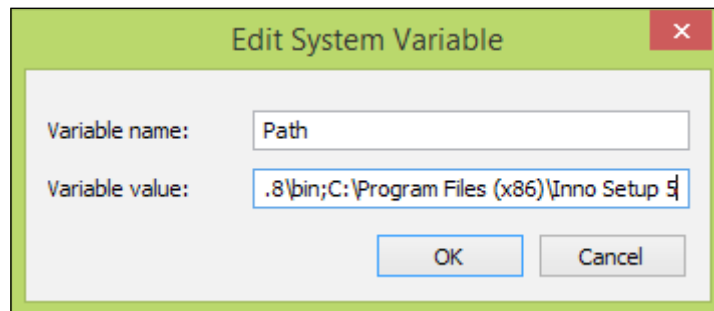 Edit System Variable
Variable name: Path
Variable value: .8\bin;C:\Program Files (x86)\Inno Setup 5
OK Cancel